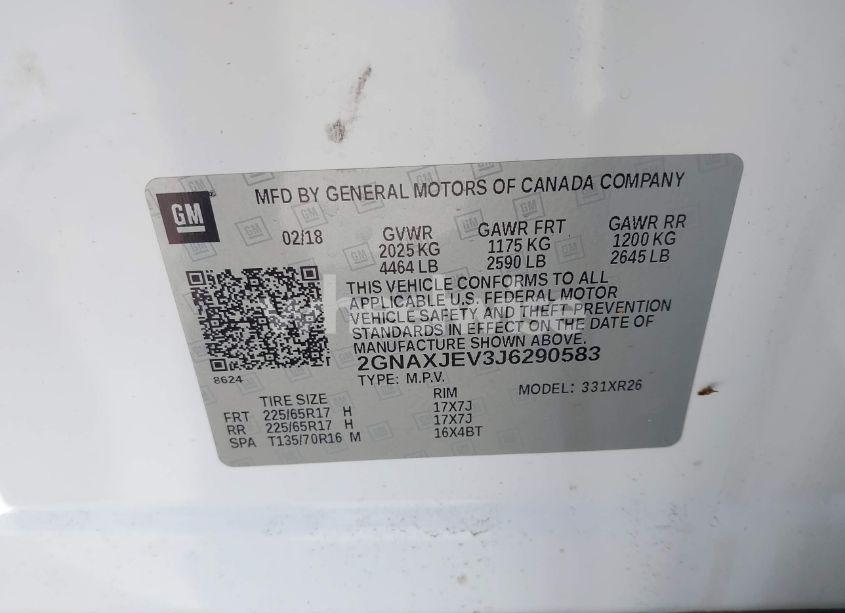 GM
MFD BY GENERAL MOTORS OF CANADA COMPANY
02/18 GVWR GAWR FRT GAWR RR
2025 KG 1175 KG 1200 KG
4464 LB 2590 LB 2645 LB
THIS VEHICLE CONFORMS TO ALL
APPLICABLE U.S. FEDERAL MOTOR
VEHICLE SAFETY AND THEFT PREVENTION
STANDARDS IN EFFECT ON THE DATE OF
MANUFACTURE SHOWN ABOVE.
2GNAXJEV3J6290583
8624
TYPE: M.P.V. MODEL: 331XR26
TIRE SIZE RIM
FRT 225/65R17 H 17X7J
RR 225/65R17 H 17X7J
SPA T135/70R16 M 16X4BT